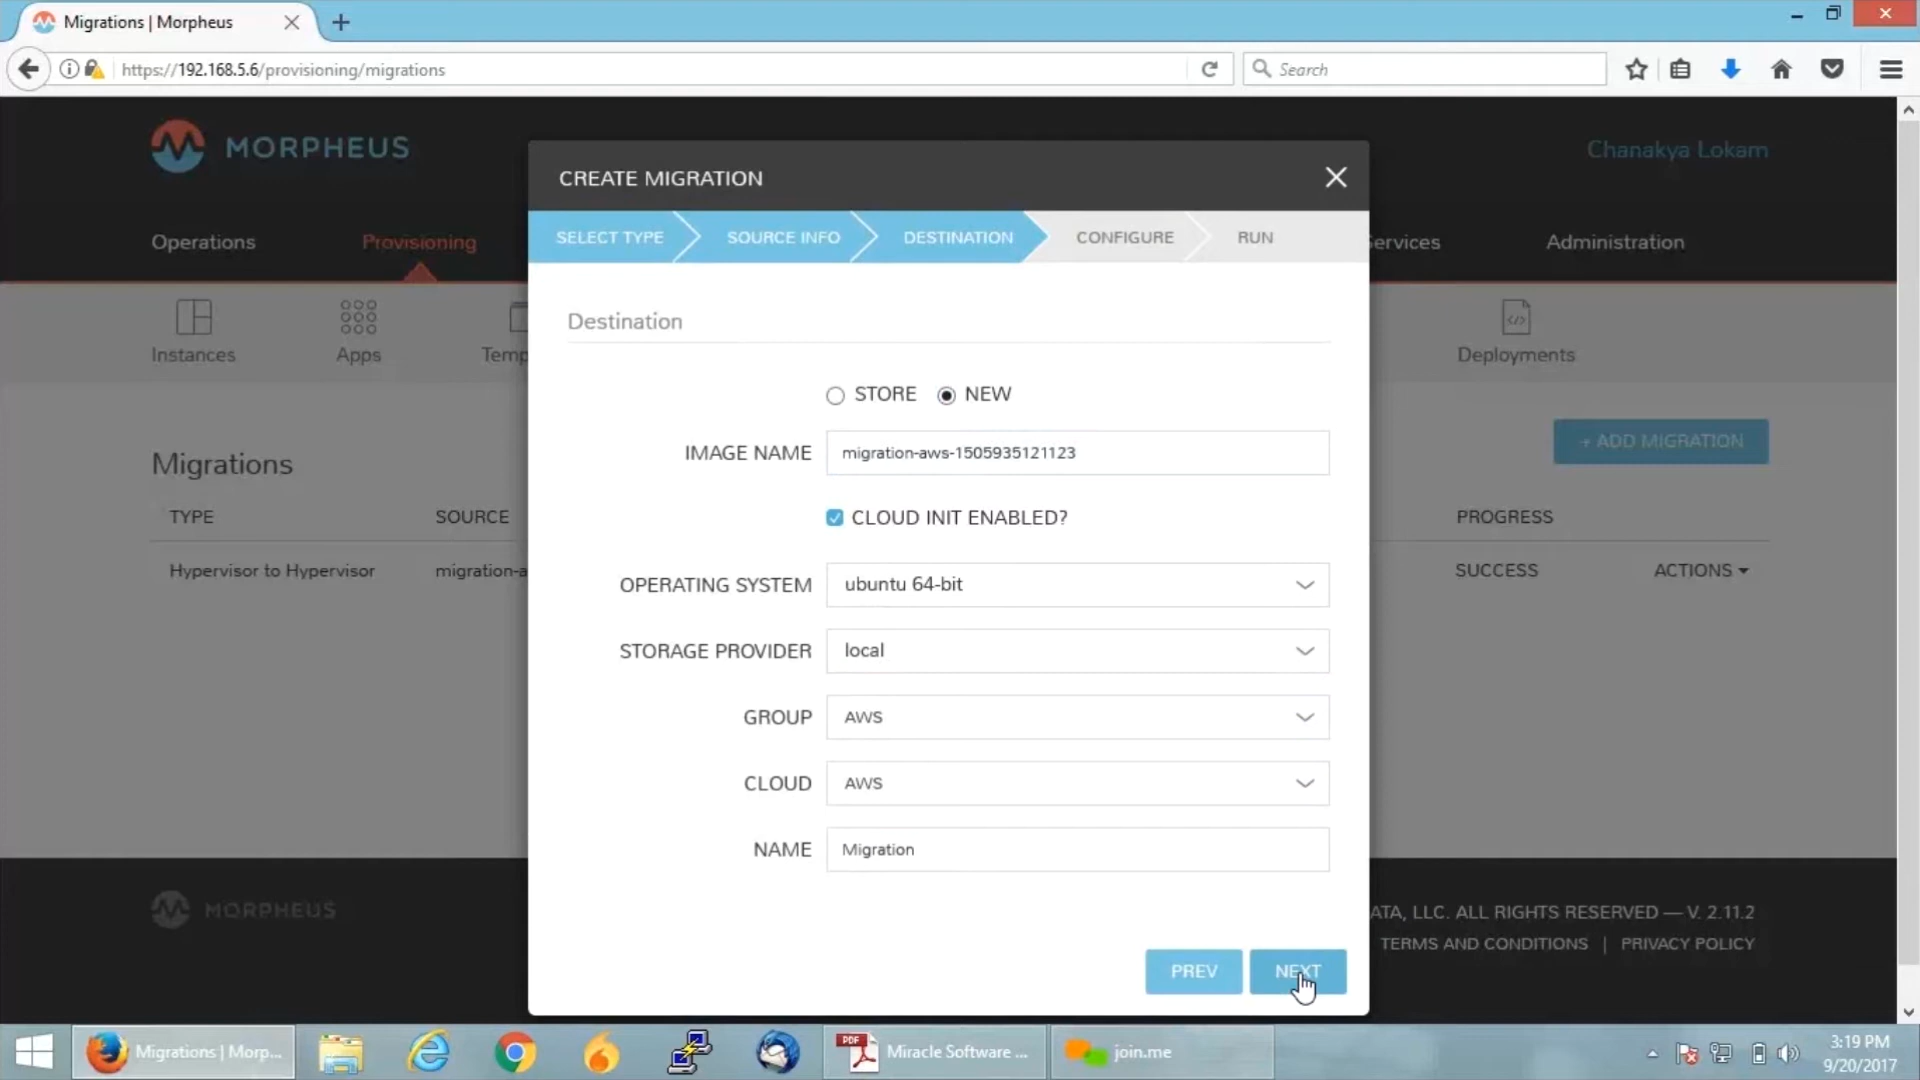 Migrations | Morpheus
https://192.168.5.6/provisioning/migrations
Search
MORPHEUS
Chanakya Lokam
Operations
Provisioning
ervices
Administration
Instances
Apps
Temp
Deployments
CREATE MIGRATION
SELECT TYPE
SOURCE INFO
DESTINATION
CONFIGURE
RUN
Destination
STORE
NEW
IMAGE NAME
migration-aws-1505935121123
CLOUD INIT ENABLED?
OPERATING SYSTEM
ubuntu 64-bit
STORAGE PROVIDER
local
GROUP
AWS
CLOUD
AWS
NAME
Migration
PREV
NEXT
Migrations
+ ADD MIGRATION
TYPE
SOURCE
PROGRESS
Hypervisor to Hypervisor
migration-a
SUCCESS
ACTIONS
MORPHEUS
ATA, LLC. ALL RIGHTS RESERVED — V. 2.11.2
TERMS AND CONDITIONS | PRIVACY POLICY
Migrations | Morp...
PDF
Miracle Software ...
join.me
3:19 PM
9/20/2017